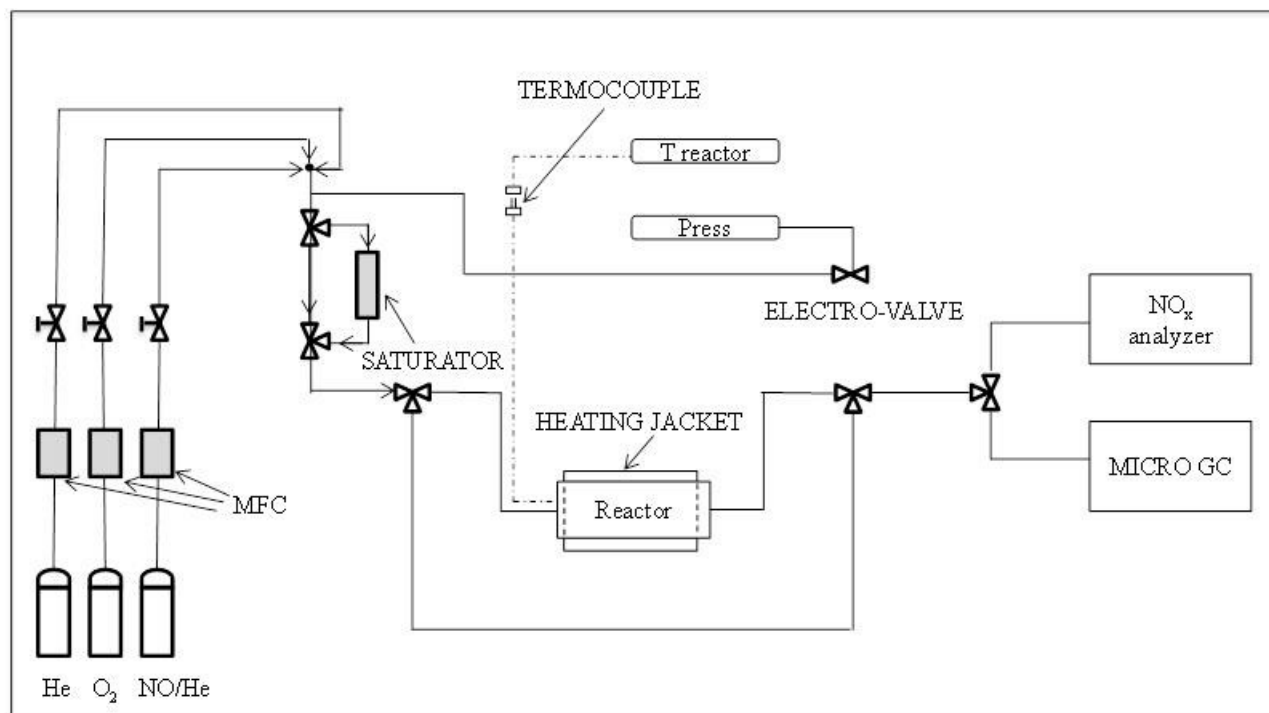 TERMOCOUPLE
T reactor
Press
ELECTRO-VALVE
NOₓ
analyzer
SATURATOR
HEATING JACKET
MICRO GC
Reactor
MFC
He O₂ NO/He